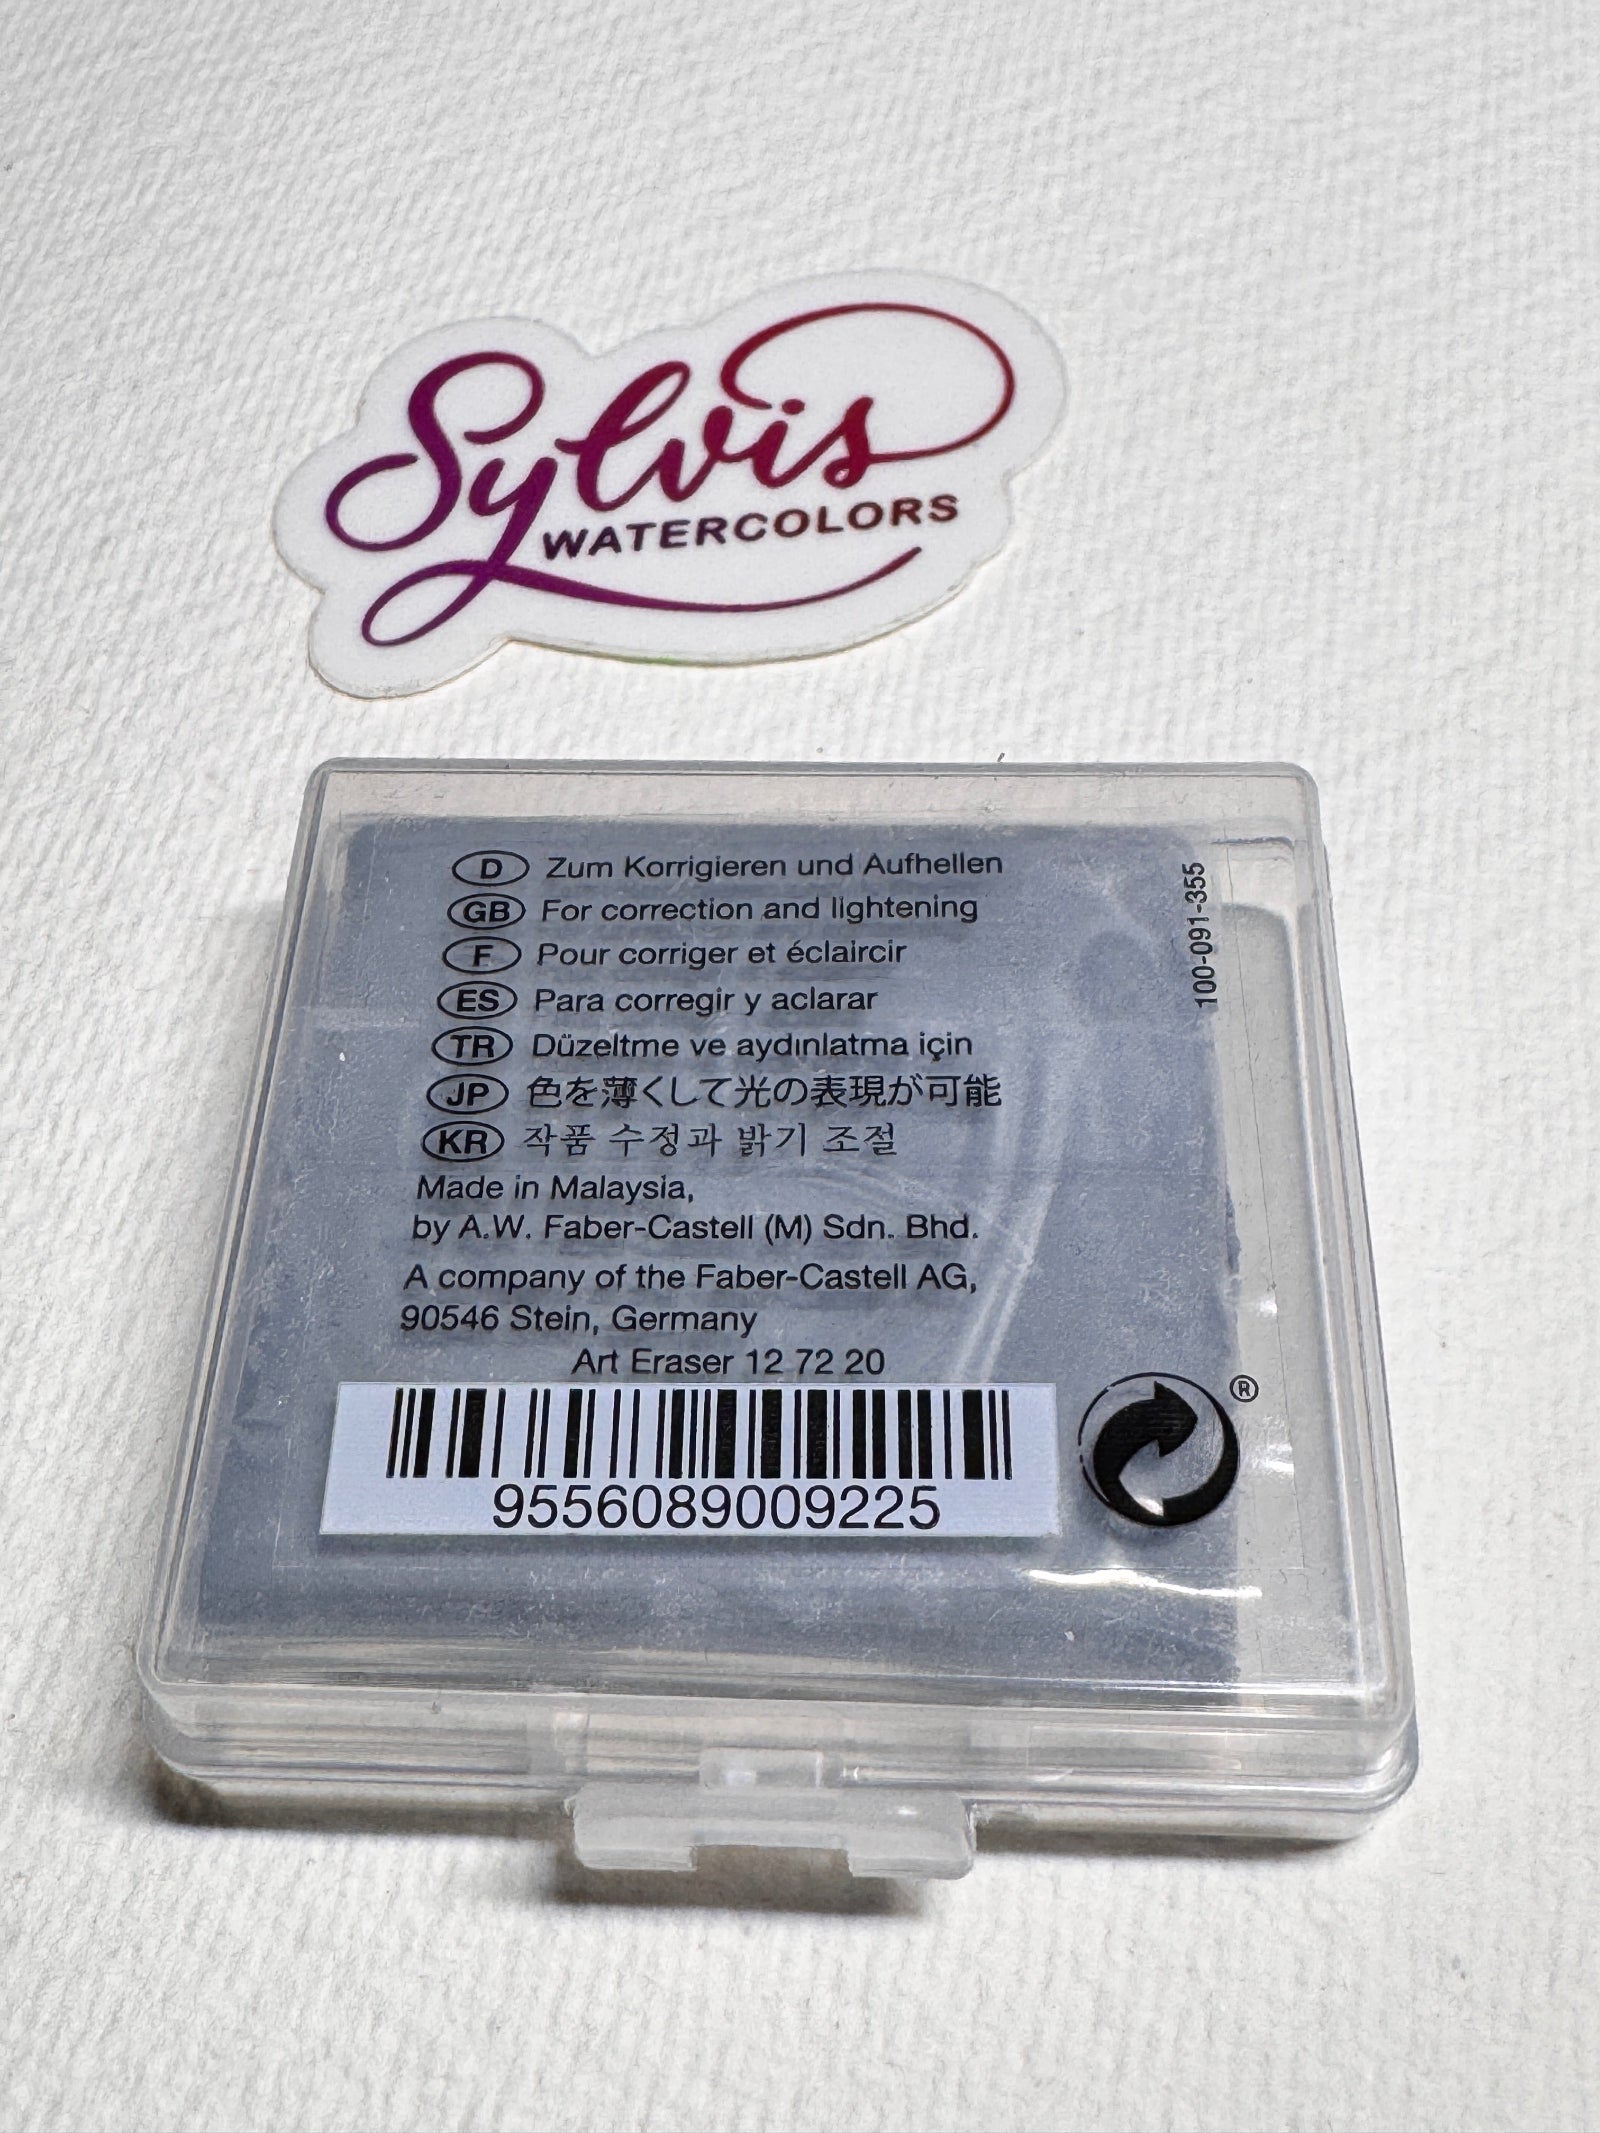 Sylvis
WATERCOLORS
D Zum Korrigieren und Aufhellen
GB For correction and lightening
F Pour corriger et éclaircir
ES Para corregir y aclarar
TR Düzeltme ve aydınlatma için
JP 色を薄くして光の表現が可能
KR 작품 수정과 밝기 조절
Made in Malaysia,
by A.W. Faber-Castell (M) Sdn. Bhd.
A company of the Faber-Castell AG,
90546 Stein, Germany
Art Eraser 12 72 20
9556089009225
®
100-091-355